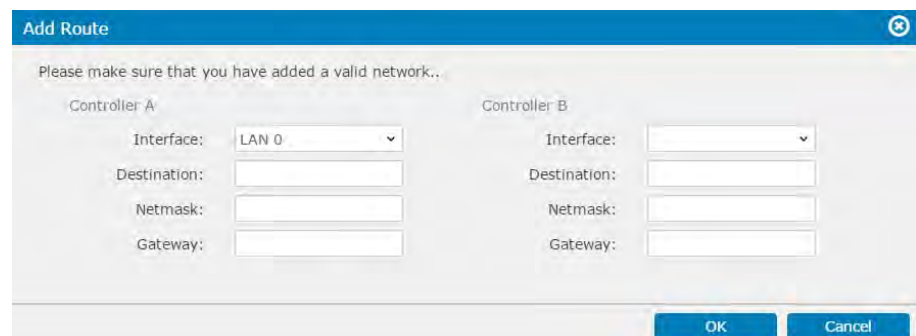 Add Route
Please make sure that you have added a valid network..
Controller A
Interface: LAN 0
Destination:
Netmask:
Gateway:
Controller B
Interface:
Destination:
Netmask:
Gateway:
OK Cancel